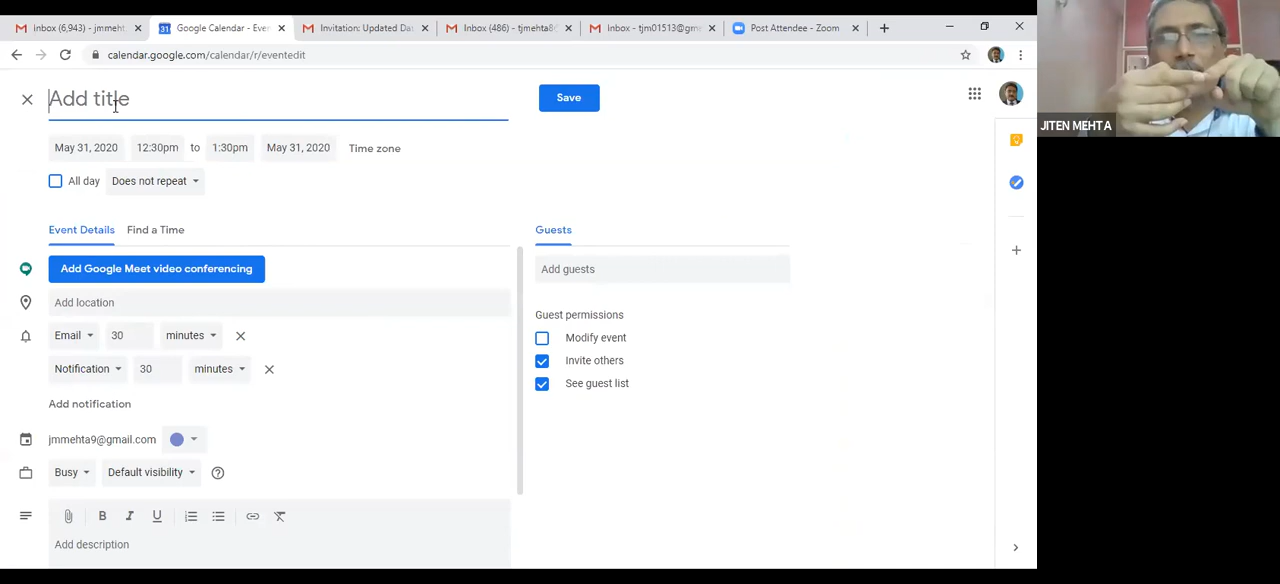 Inbox (6,943) - jmmeht
Google Calendar - Eve
Invitation: Updated Da
Inbox (486) - tjmehta8
Inbox - tjm01513@gm
Post Attendee - Zoom
calendar.google.com/calendar/r/eventedit
Add title
Save
May 31, 2020 12:30pm to 1:30pm May 31, 2020 Time zone
All day Does not repeat
Event Details Find a Time
Guests
Add Google Meet video conferencing
Add guests
Add location
Guest permissions
Email 30 minutes
Modify event
Invite others
Notification 30 minutes
See guest list
Add notification
jmmehta9@gmail.com
Busy Default visibility
B I U
Add description
JITEN MEHTA